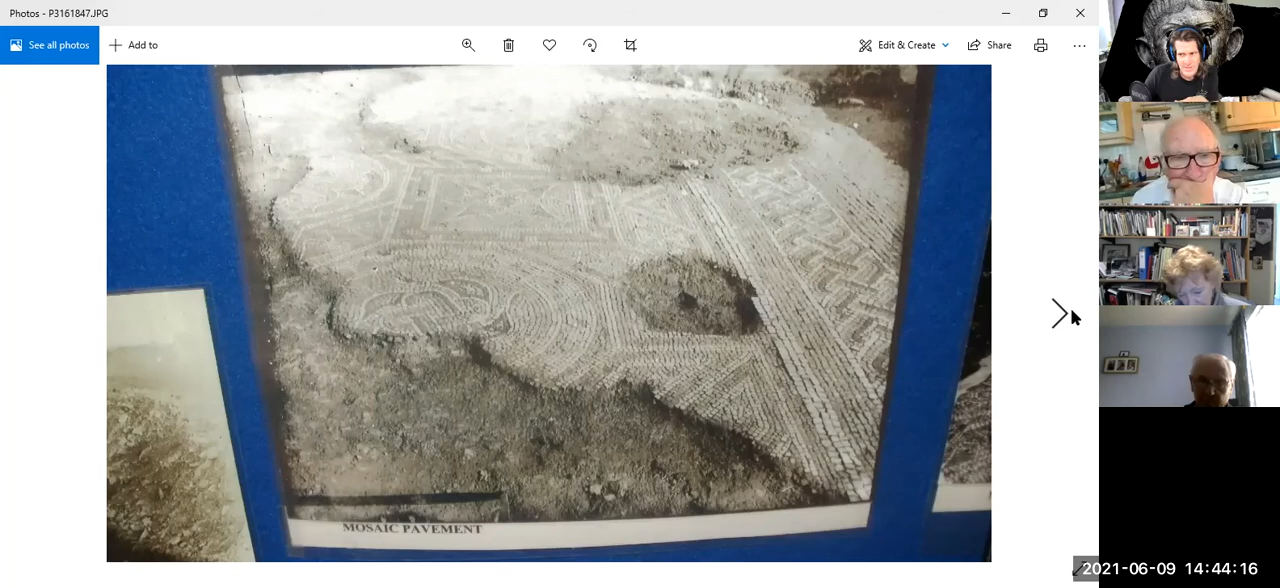 Photos - P3161847.JPG
See all photos
Add to
Edit & Create
Share
MOSAIC PAVEMENT
2021-06-09 14:44:16